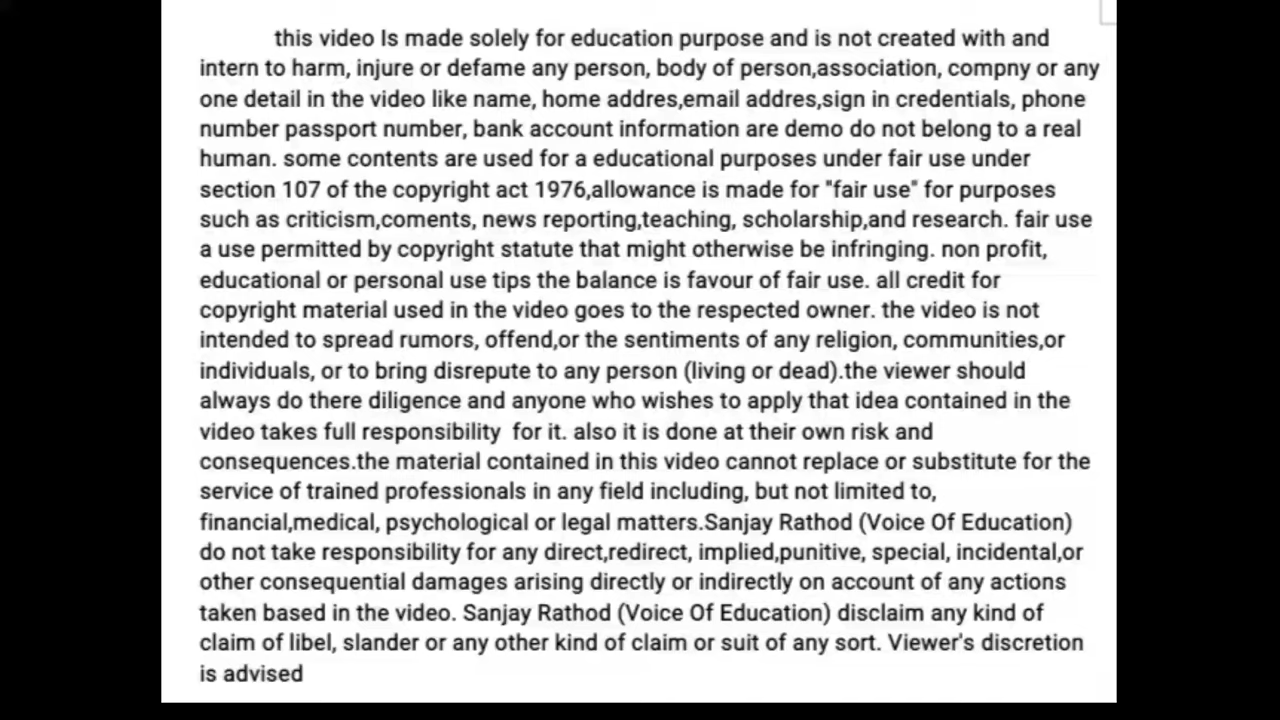 this video Is made solely for education purpose and is not created with and
intern to harm, injure or defame any person, body of person,association, compny or any
one detail in the video like name, home addres,email addres,sign in credentials, phone
number passport number, bank account information are demo do not belong to a real
human. some contents are used for a educational purposes under fair use under
section 107 of the copyright act 1976,allowance is made for "fair use" for purposes
such as criticism,coments, news reporting,teaching, scholarship,and research. fair use
a use permitted by copyright statute that might otherwise be infringing. non profit,
educational or personal use tips the balance is favour of fair use. all credit for
copyright material used in the video goes to the respected owner. the video is not
intended to spread rumors, offend,or the sentiments of any religion, communities,or
individuals, or to bring disrepute to any person (living or dead).the viewer should
always do there diligence and anyone who wishes to apply that idea contained in the
video takes full responsibility  for it. also it is done at their own risk and
consequences.the material contained in this video cannot replace or substitute for the
service of trained professionals in any field including, but not limited to,
financial,medical, psychological or legal matters.Sanjay Rathod (Voice Of Education)
do not take responsibility for any direct,redirect, implied,punitive, special, incidental,or
other consequential damages arising directly or indirectly on account of any actions
taken based in the video. Sanjay Rathod (Voice Of Education) disclaim any kind of
claim of libel, slander or any other kind of claim or suit of any sort. Viewer's discretion
is advised